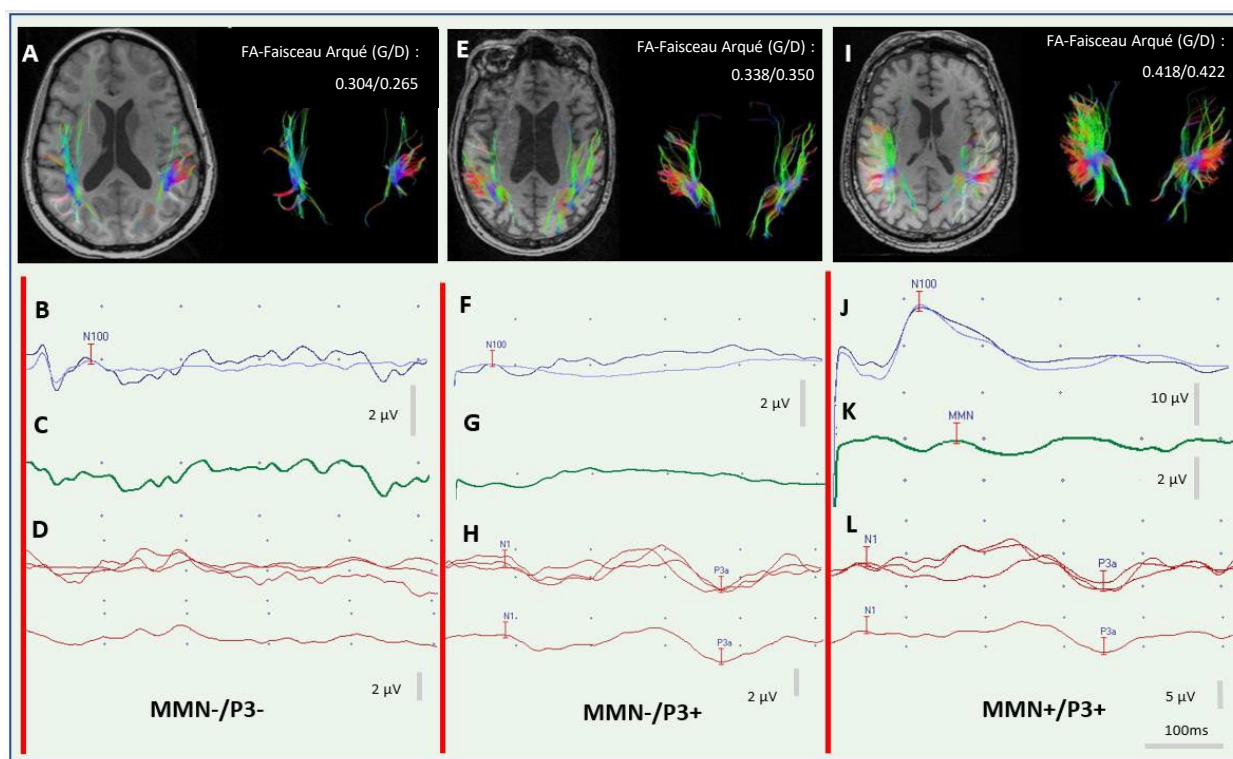 A
FA-Faisceau Arqué (G/D) :
0.304/0.265
E
FA-Faisceau Arqué (G/D) :
0.338/0.350
I
FA-Faisceau Arqué (G/D) :
0.418/0.422
B
N100
2 µV
C
D
2 µV
MMN-/P3-
F
N100
2 µV
G
H
N1
P3a
N1
P3a
2 µV
MMN-/P3+
J
N100
10 µV
K
MMN
2 µV
L
N1
P3a
N1
P3a
5 µV
MMN+/P3+
100ms